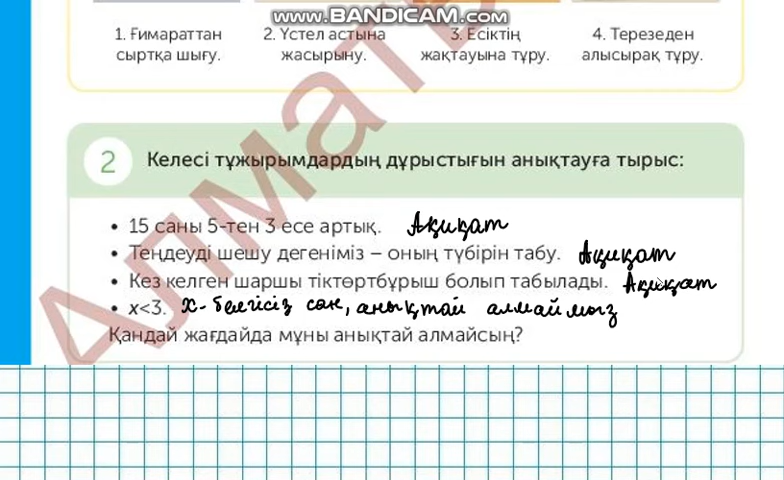 www.BANDICAM.com
1. Ғимараттан сыртқа шығу.
2. Үстел астына жасырыну.
3. Есіктің жақтауына тұру.
4. Терезеден алысырақ тұру.
АЛМАТЫ
2 Келесі тұжырымдардың дұрыстығын анықтауға тырыс:
• 15 саны 5-тен 3 есе артық. Ақиқат
• Теңдеуді шешу дегеніміз – оның түбірін табу. Ақиқат
• Кез келген шаршы тіктөртбұрыш болып табылады. Ақиқат
• x<3. x-белгісіз сан, анықтай алмаймыз
Қандай жағдайда мұны анықтай алмайсың?